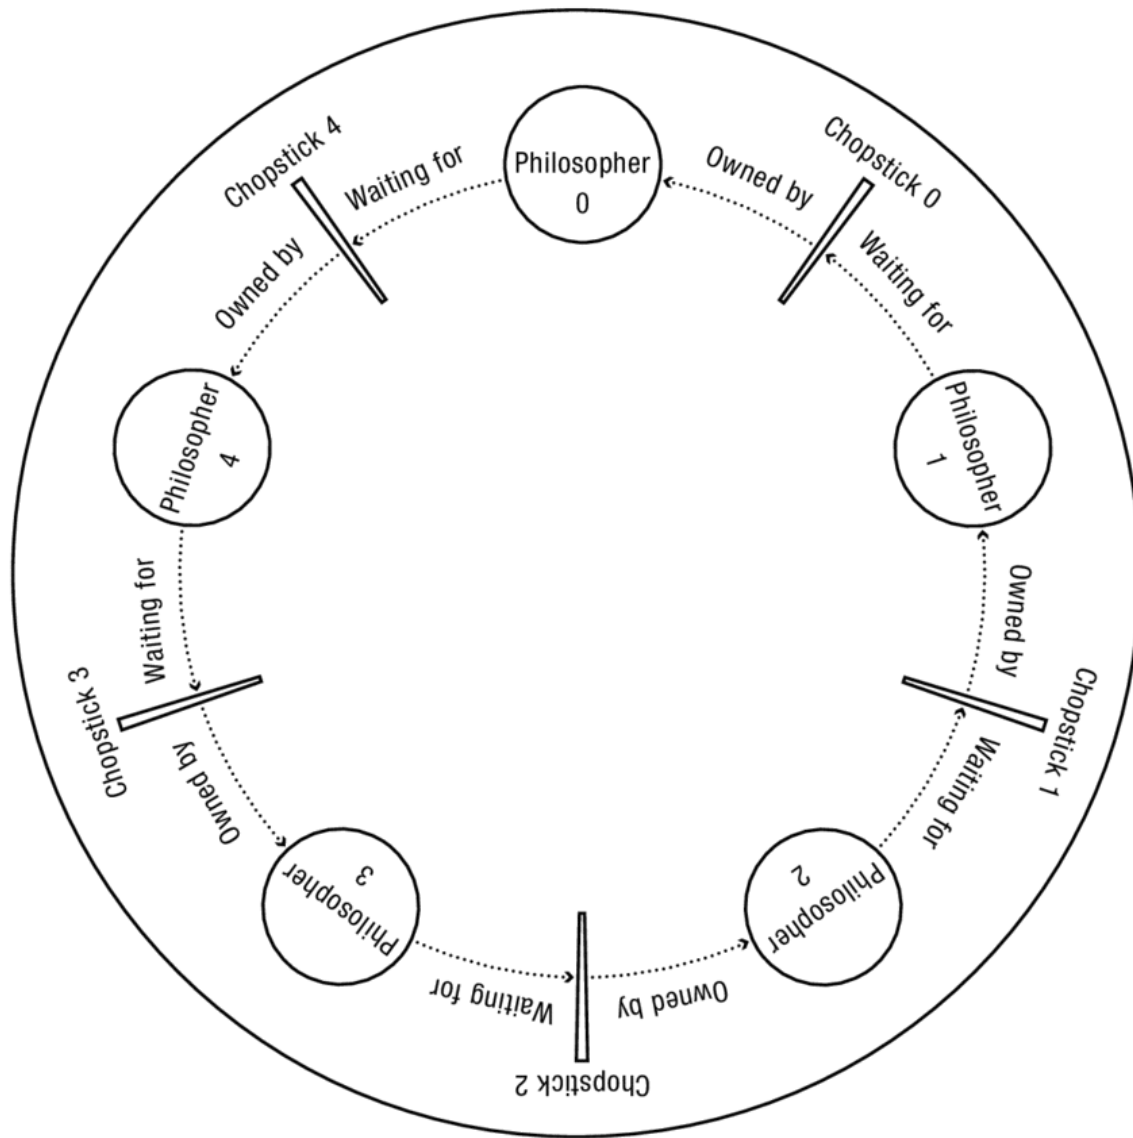 Philosopher
0
Owned by
Chopstick 0
Waiting for
Philosopher
1
Owned by
Chopstick 1
Waiting for
Philosopher
2
Owned by
Chopstick 2
Waiting for
Philosopher
3
Owned by
Chopstick 3
Waiting for
Philosopher
4
Owned by
Chopstick 4
Waiting for